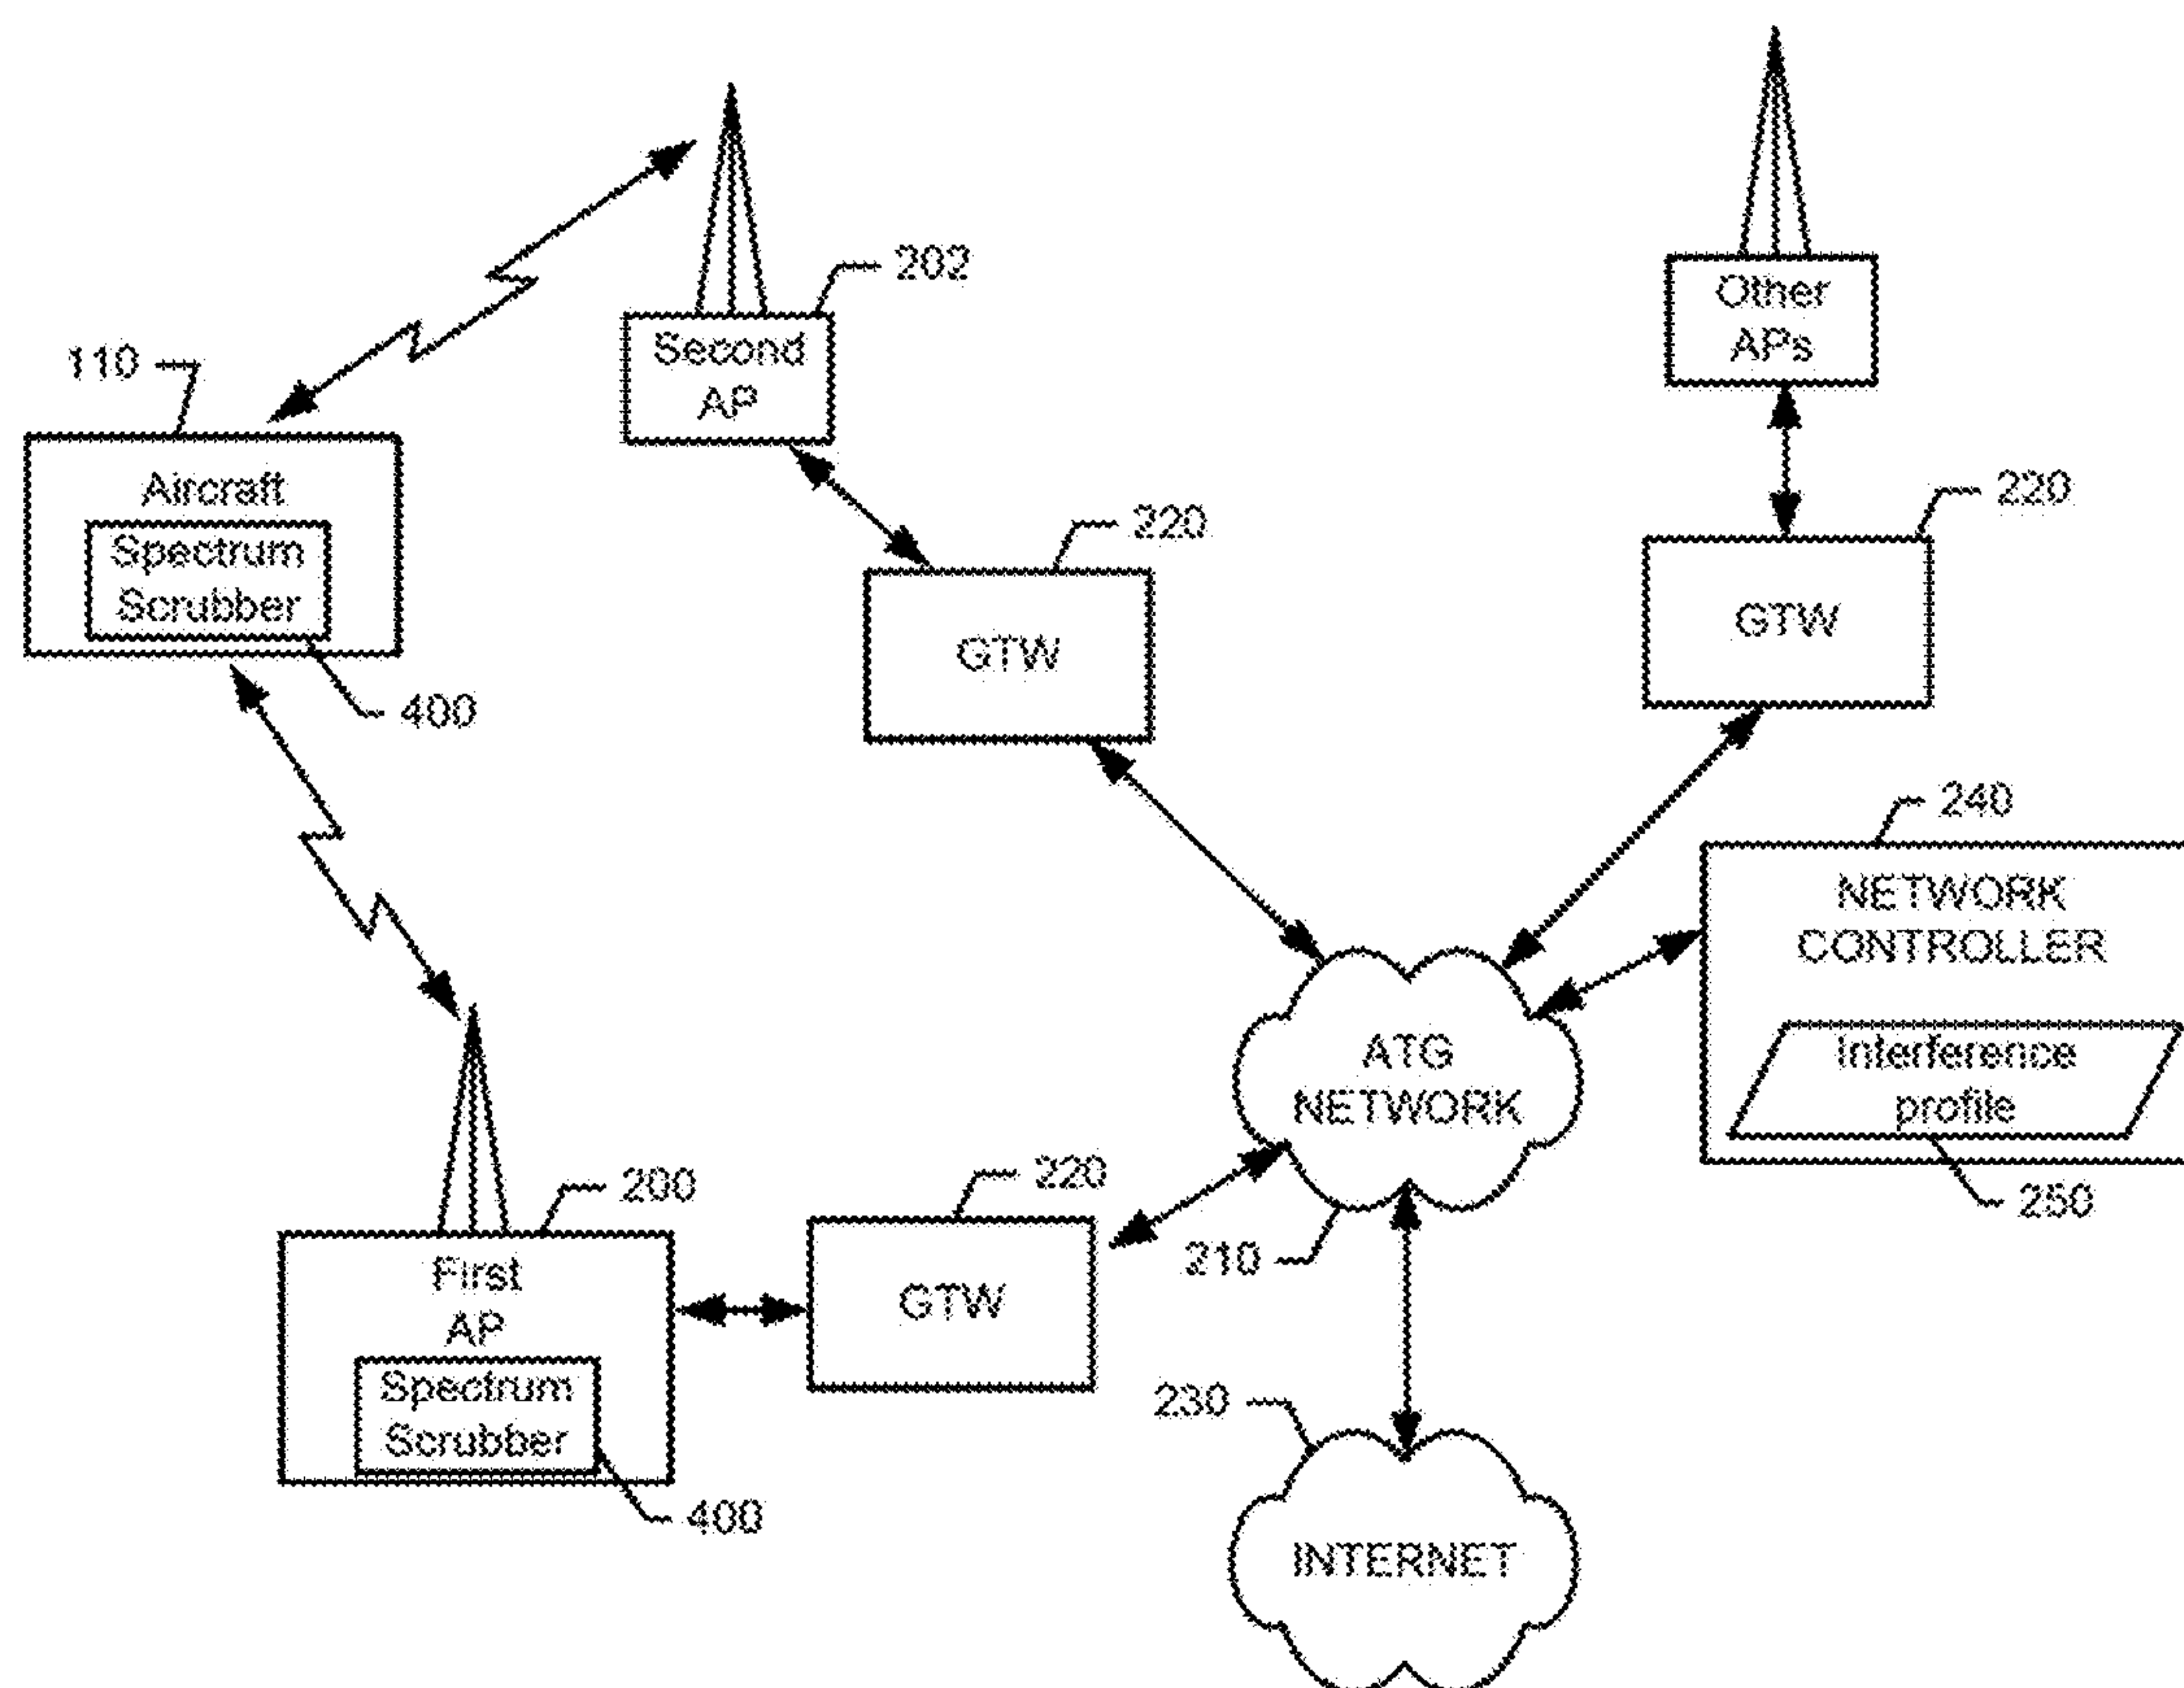 202
Second
AP
Other
APs
110
Aircraft
Spectrum
Scrubber
400
220
GTW
220
GTW
240
NETWORK
CONTROLLER
Interference
profile
250
ATG
NETWORK
210
200
First
AP
Spectrum
Scrubber
400
220
GTW
230
INTERNET